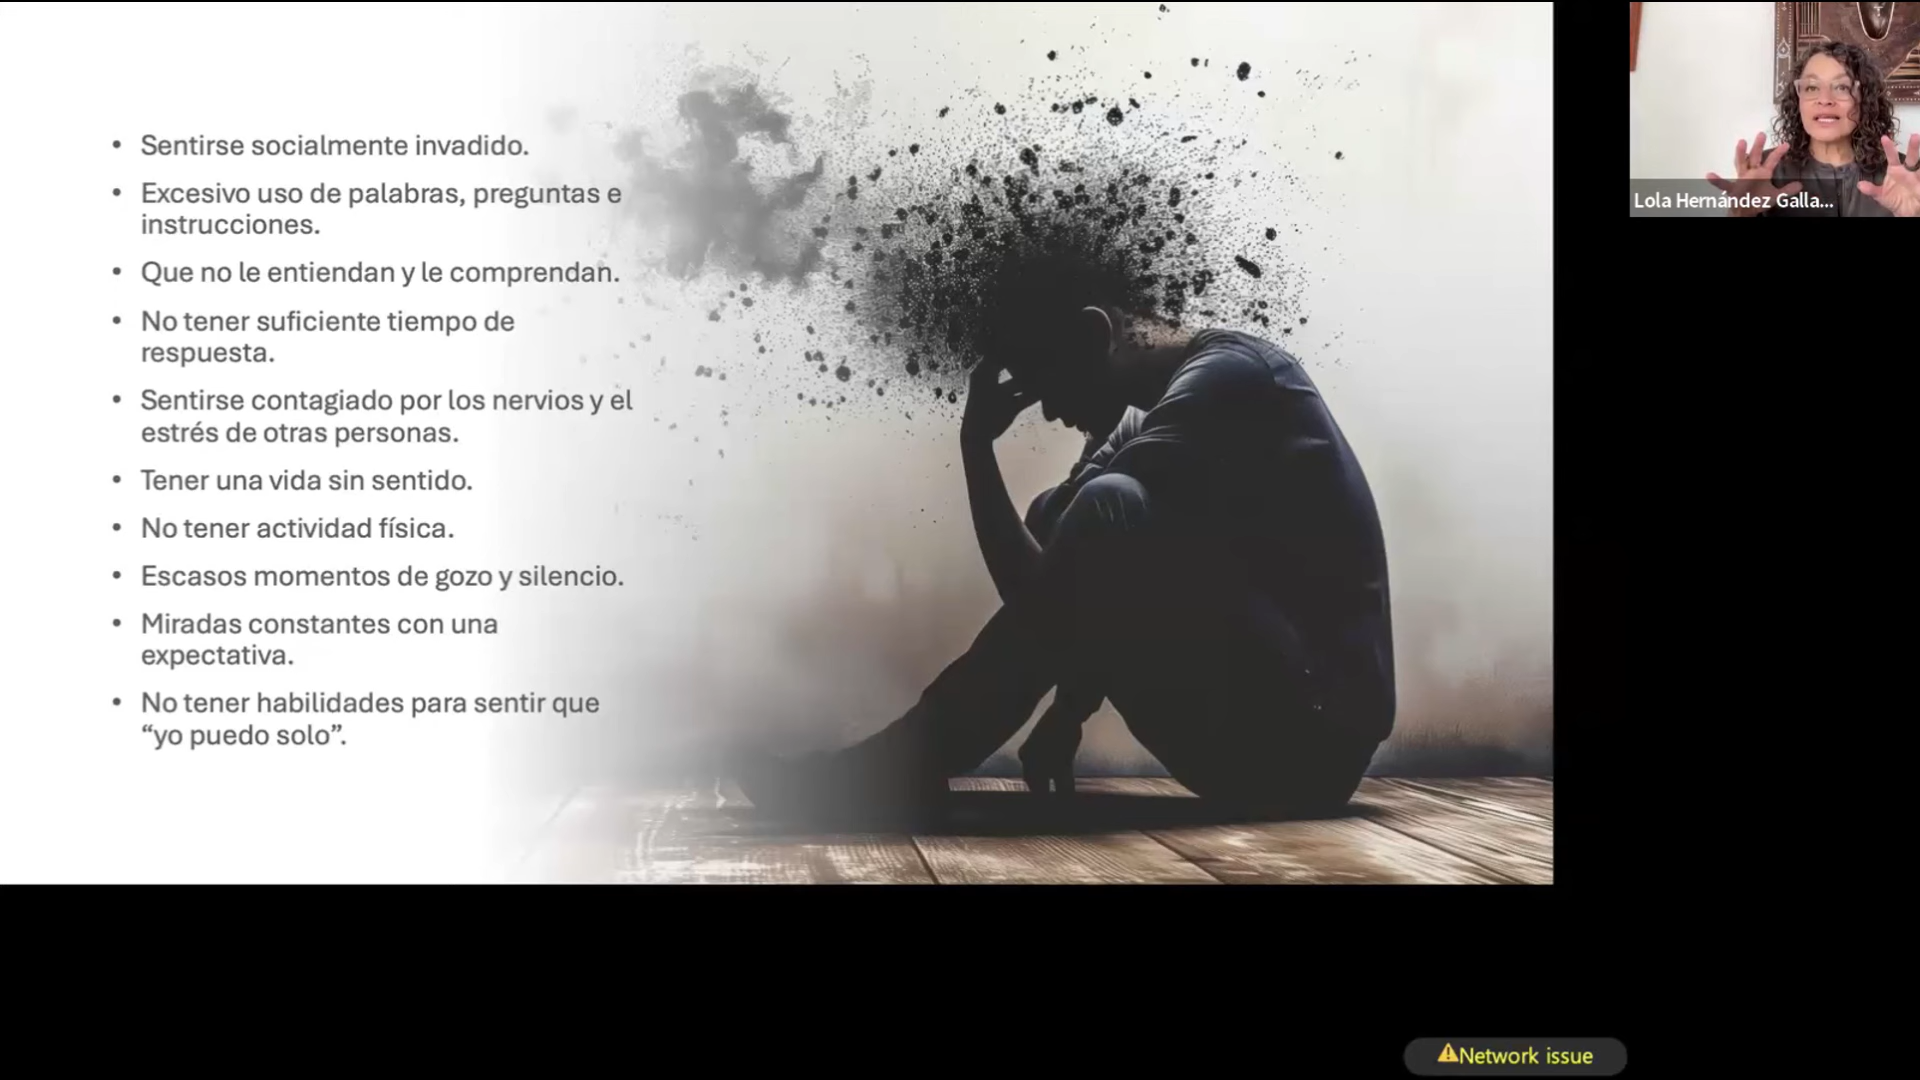 • Sentirse socialmente invadido.
• Excesivo uso de palabras, preguntas e
instrucciones.
• Que no le entiendan y le comprendan.
• No tener suficiente tiempo de
respuesta.
• Sentirse contagiado por los nervios y el
estrés de otras personas.
• Tener una vida sin sentido.
• No tener actividad física.
• Escasos momentos de gozo y silencio.
• Miradas constantes con una
expectativa.
• No tener habilidades para sentir que
“yo puedo solo”.
Lola Hernández Galla...
Network issue